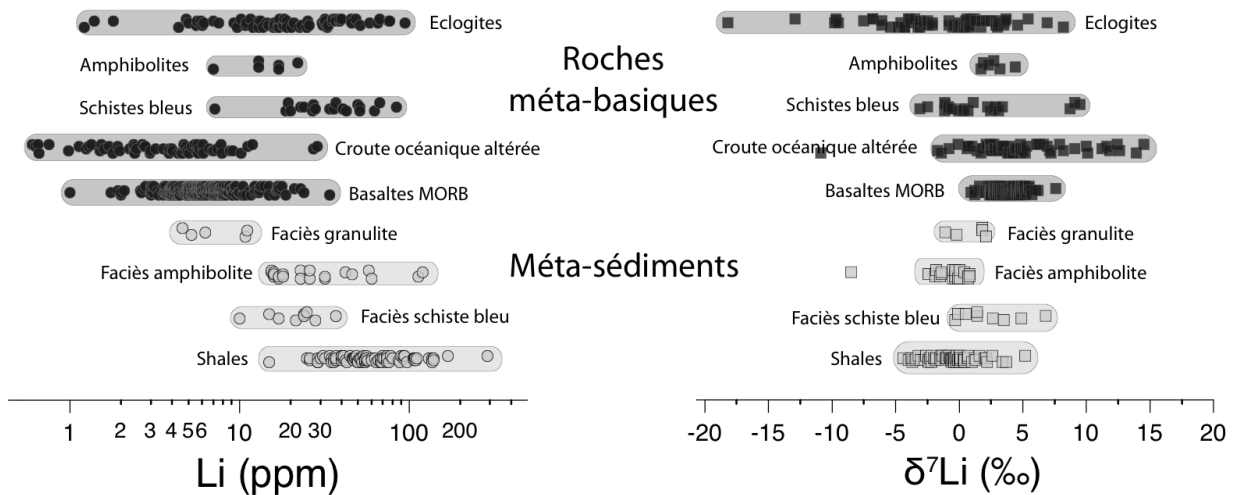 Eclogites
Amphibolites
Schistes bleus
Croute océanique altérée
Basaltes MORB
Faciès granulite
Faciès amphibolite
Faciès schiste bleu
Shales
1 2 3 4 5 6 10 20 30 100 200
Li (ppm)
Roches
méta-basiques
Méta-sédiments
Eclogites
Amphibolites
Schistes bleus
Croute océanique altérée
Basaltes MORB
Faciès granulite
Faciès amphibolite
Faciès schiste bleu
Shales
-20 -15 -10 -5 0 5 10 15 20
δ⁷Li (‰)